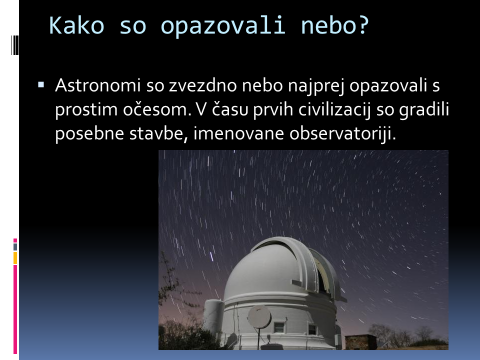 Kako so opazovali nebo?
Astronomi so zvezdno nebo najprej opazovali s
prostim očesom. V času prvih civilizacij so gradili
posebne stavbe, imenovane observatoriji.